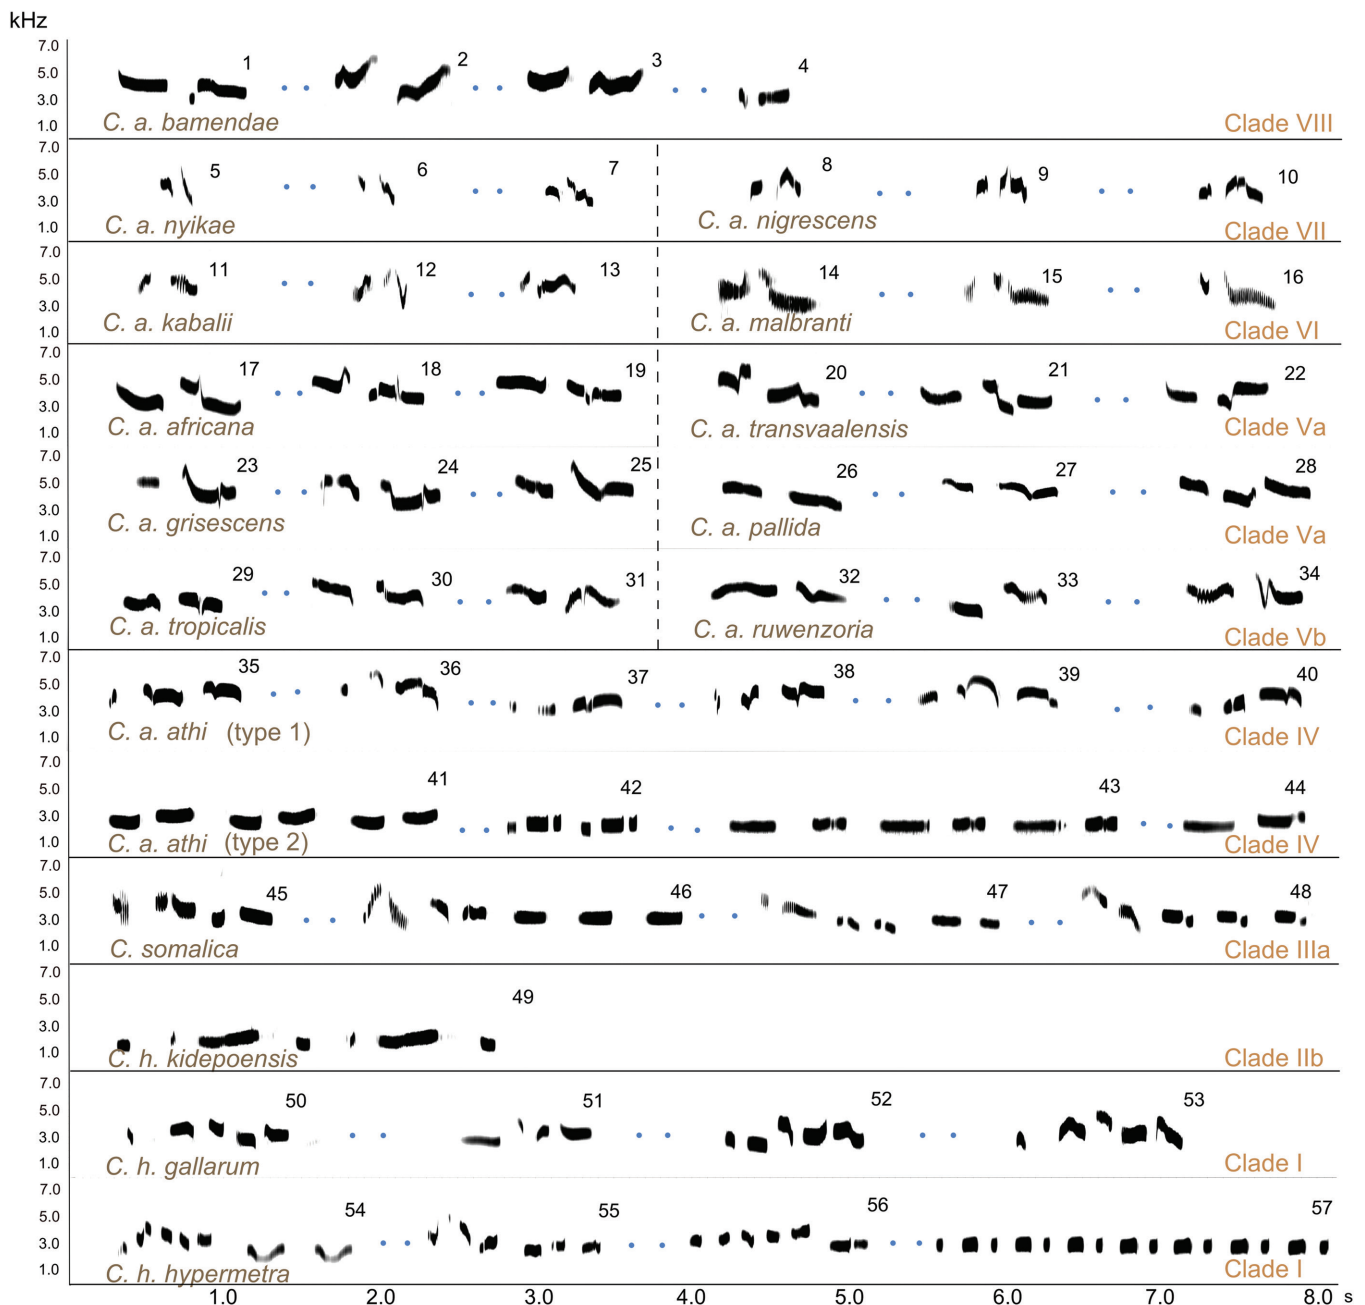 kHz
7.0
5.0 1 2 3 4
3.0
1.0 C. a. bamendae Clade VIII
7.0
5.0 5 6 7 8 9 10
3.0
1.0 C. a. nyikae C. a. nigrescens Clade VII
7.0
5.0 11 12 13 14 15 16
3.0
1.0 C. a. kabalii C. a. malbranti Clade VI
7.0
5.0 17 18 19 20 21 22
3.0
1.0 C. a. africana C. a. transvaalensis Clade Va
7.0
5.0 23 24 25 26 27 28
3.0
1.0 C. a. grisescens C. a. pallida Clade Va
7.0
5.0 29 30 31 32 33 34
3.0
1.0 C. a. tropicalis C. a. ruwenzoria Clade Vb
7.0
5.0 35 36 37 38 39 40
3.0
1.0 C. a. athi (type 1) Clade IV
7.0
5.0 41 42 43 44
3.0
1.0 C. a. athi (type 2) Clade IV
7.0
5.0 45 46 47 48
3.0
1.0 C. somalica Clade IIIa
7.0
5.0 49
3.0
1.0 C. h. kidepoensis Clade IIb
7.0
5.0 50 51 52 53
3.0
1.0 C. h. gallarum Clade I
7.0
5.0 54 55 56 57
3.0
1.0 C. h. hypermetra Clade I
1.0 2.0 3.0 4.0 5.0 6.0 7.0 8.0 s